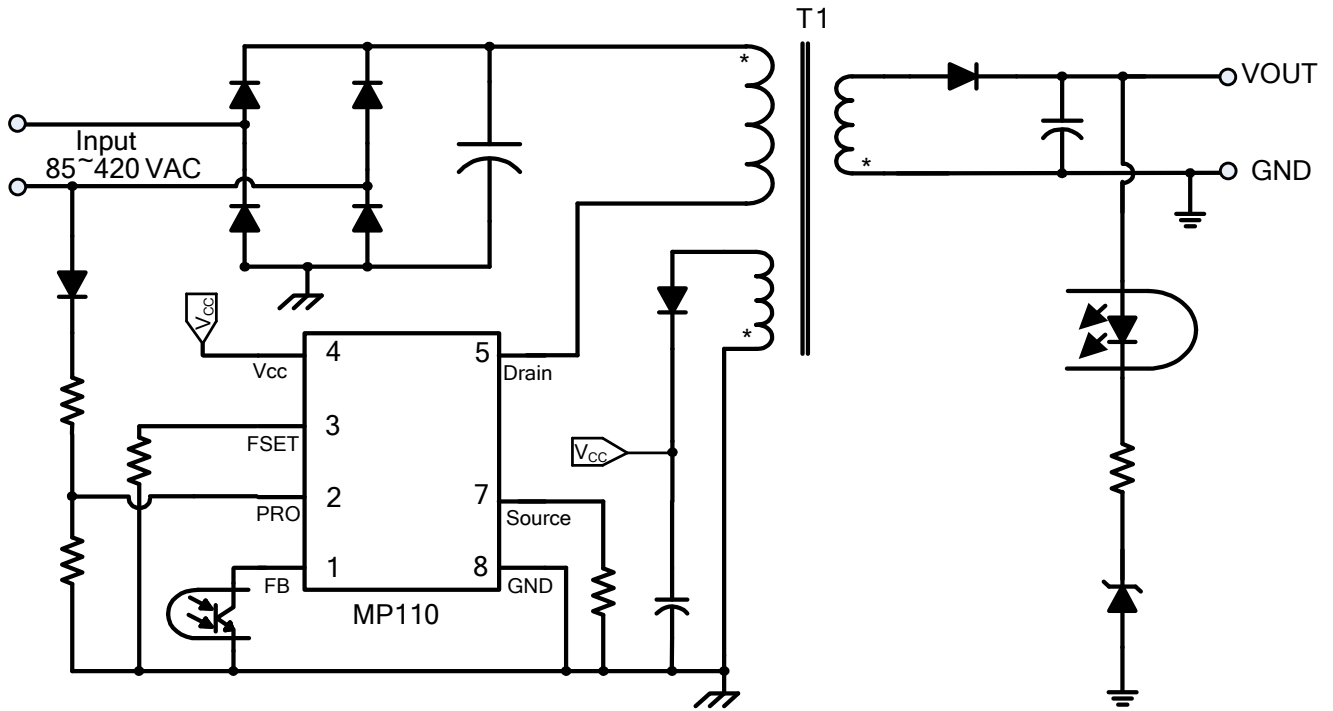 T1
*
VOUT
Input
85~420 VAC
*
GND
VCC
4
5
Vcc
Drain
*
3
FSET
VCC
2
7
PRO
Source
1
8
FB
GND
MP110